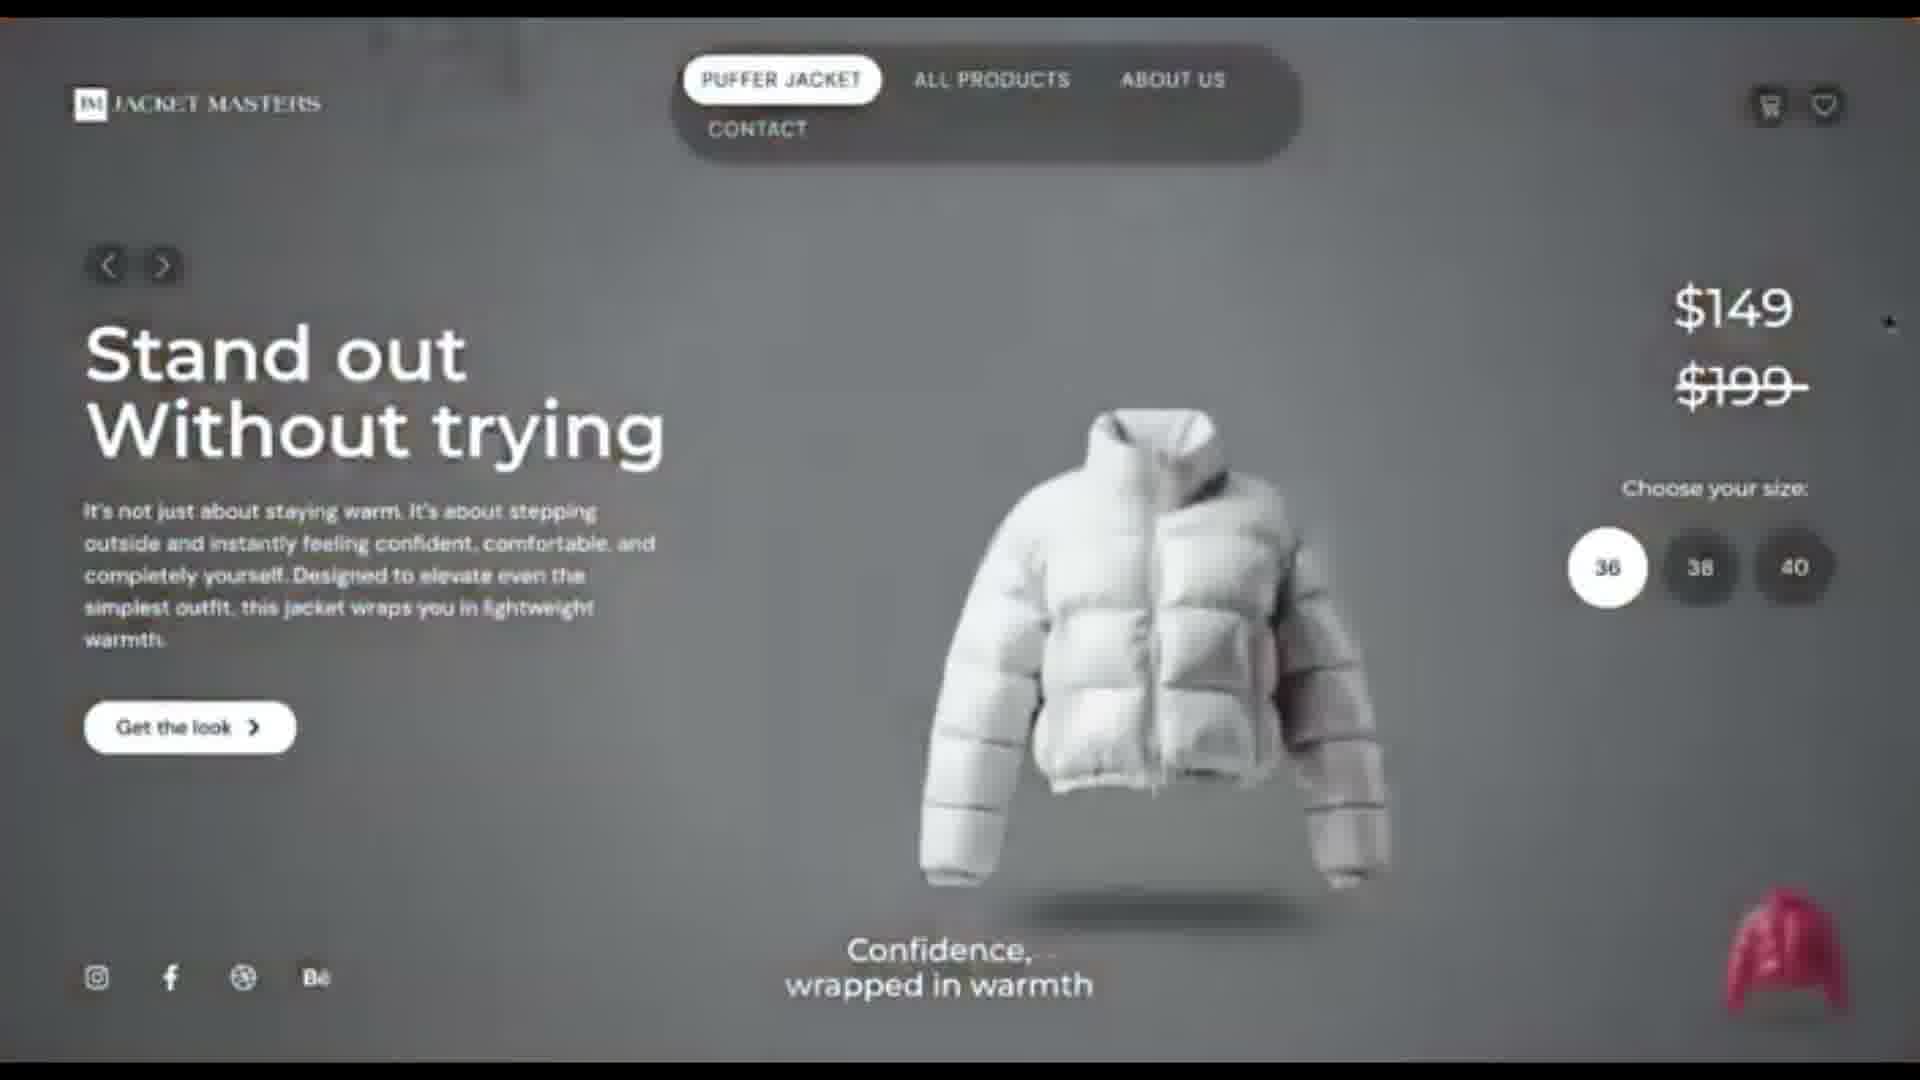 JM JACKET MASTERS
PUFFER JACKET ALL PRODUCTS ABOUT US
CONTACT
Stand out
Without trying
It's not just about staying warm. It's about stepping
outside and instantly feeling confident, comfortable, and
completely yourself. Designed to elevate even the
simplest outfit, this jacket wraps you in lightweight
warmth.
Get the look
$149
$199
Choose your size:
36 38 40
Confidence,
wrapped in warmth
Bē